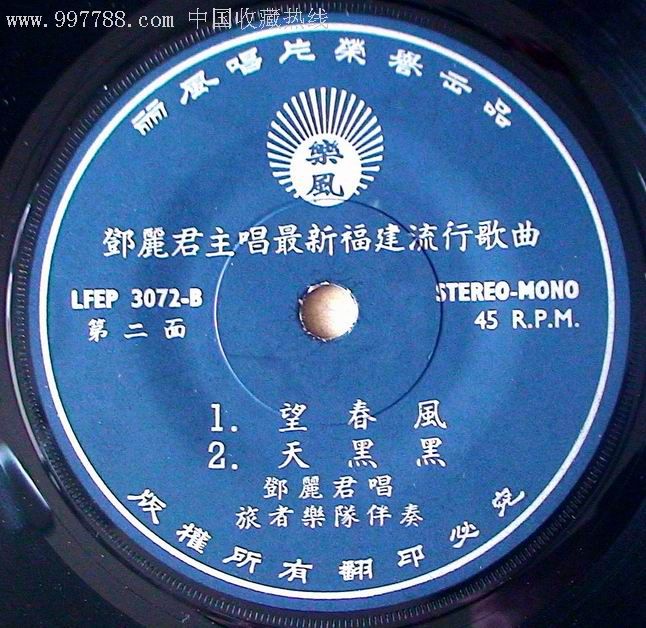 www.997788.com 中国收藏热线
丽風唱片榮譽出品
樂風
鄧麗君主唱最新福建流行歌曲
LFEP 3072-B
第二面
STEREO-MONO
45 R.P.M.
1. 望春風
2. 天黑黑
鄧麗君唱
旅者樂隊伴奏
版權所有翻印必究